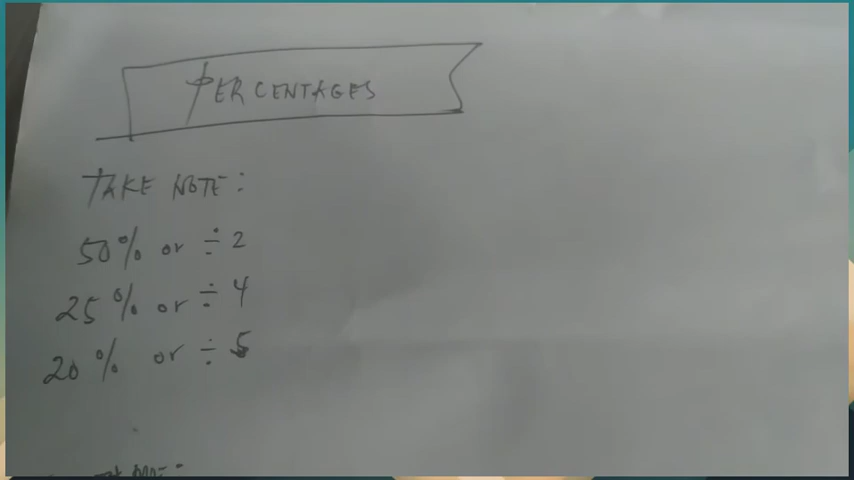 PERCENTAGES
TAKE NOTE:
50% or ÷ 2
25% or ÷ 4
20% or ÷ 5